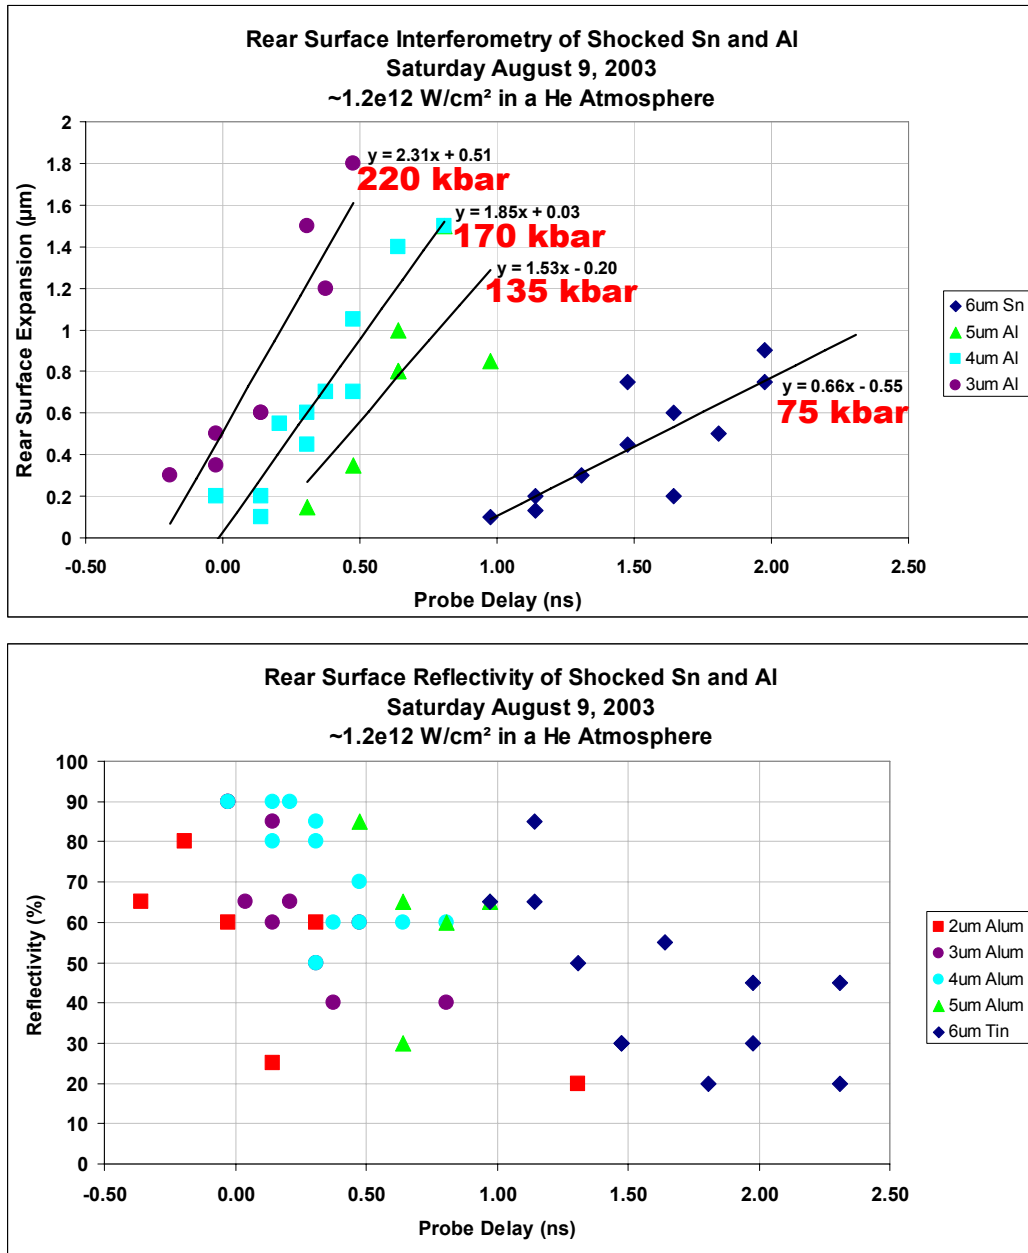 Rear Surface Interferometry of Shocked Sn and Al
Saturday August 9, 2003
~1.2e12 W/cm² in a He Atmosphere
2
1.8
1.6
1.4
1.2
1
0.8
0.6
0.4
0.2
0
Rear Surface Expansion (µm)
y = 2.31x + 0.51
220 kbar
y = 1.85x + 0.03
170 kbar
y = 1.53x - 0.20
135 kbar
y = 0.66x - 0.55
75 kbar
6um Sn
5um Al
4um Al
3um Al
-0.50 0.00 0.50 1.00 1.50 2.00 2.50
Probe Delay (ns)
Rear Surface Reflectivity of Shocked Sn and Al
Saturday August 9, 2003
~1.2e12 W/cm² in a He Atmosphere
100
90
80
70
60
50
40
30
20
10
0
Reflectivity (%)
2um Alum
3um Alum
4um Alum
5um Alum
6um Tin
-0.50 0.00 0.50 1.00 1.50 2.00 2.50
Probe Delay (ns)